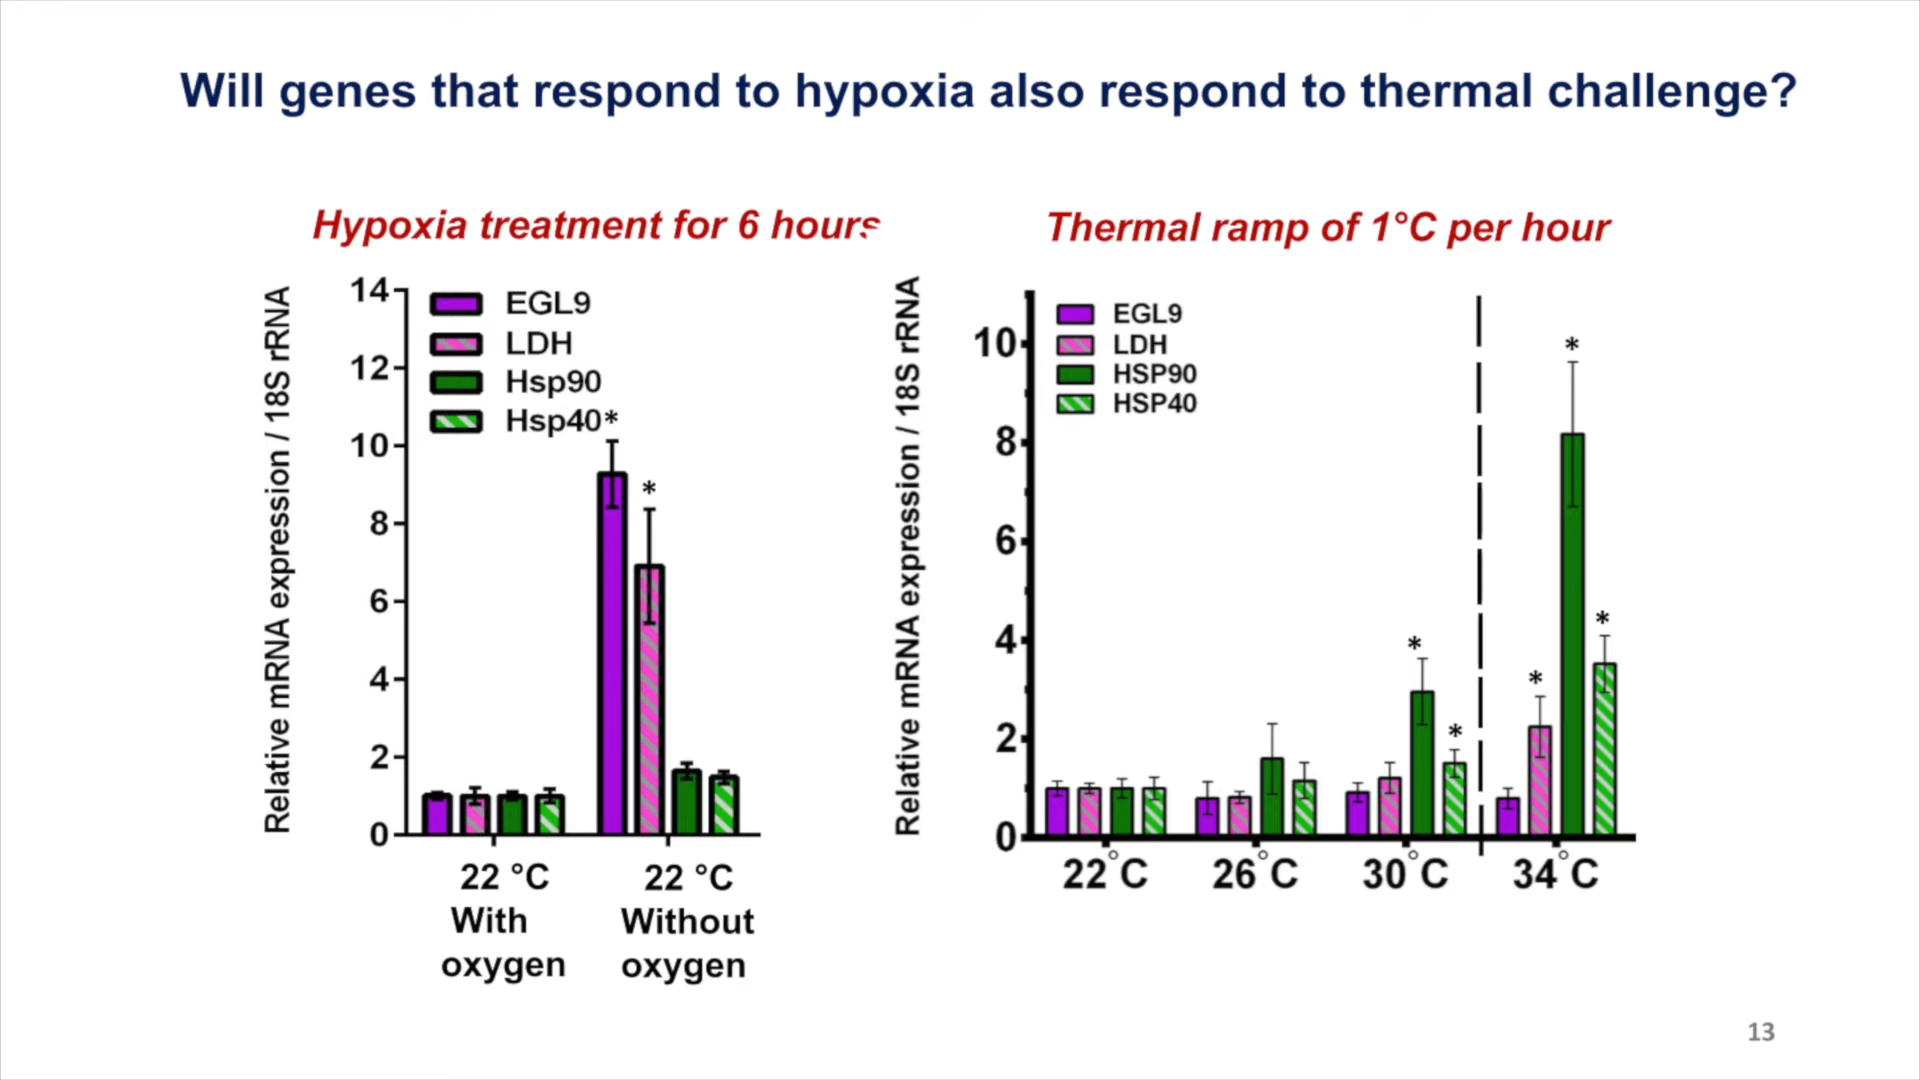 Will genes that respond to hypoxia also respond to thermal challenge?
Hypoxia treatment for 6 hours
Relative mRNA expression / 18S rRNA
14
12
10
8
6
4
2
0
EGL9
LDH
Hsp90
Hsp40*
*
22 °C
With
oxygen
22 °C
Without
oxygen
Thermal ramp of 1°C per hour
Relative mRNA expression / 18S rRNA
10
8
6
4
2
0
EGL9
LDH
HSP90
HSP40
*
*
*
*
*
22°C
26°C
30°C
34°C
13